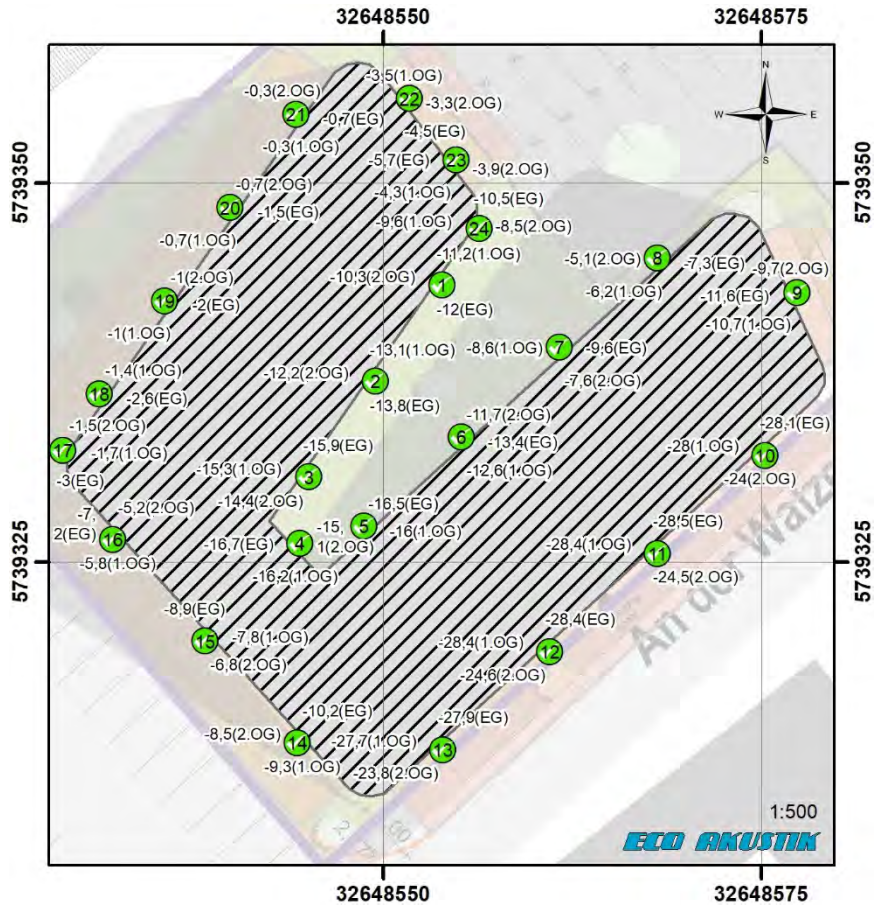 32648550
32648575
N
W
E
S
5739350
5739350
-3,5(1.OG)
22
-3,3(2.OG)
-4,5(EG)
-0,3(2.OG)
21
-0,7(EG)
-0,3(1.OG)
-5,7(EG)
23
-3,9(2.OG)
-4,3(1.OG)
-10,5(EG)
-9,6(1.OG)
24
-8,5(2.OG)
-0,7(2.OG)
20
-1,5(EG)
-0,7(1.OG)
-11,2(1.OG)
-10,3(2.OG)
1
-12(EG)
-5,1(2.OG)
8
-7,3(EG)
-6,2(1.OG)
-9,7(2.OG)
-11,6(EG)
9
-10,7(1.OG)
-1(2.OG)
19
-2(EG)
-1(1.OG)
-8,6(1.OG)
7
-9,6(EG)
-7,6(2.OG)
-13,1(1.OG)
-12,2(2.OG)
2
-13,8(EG)
-1,4(1.OG)
18
-2,6(EG)
-1,5(2.OG)
17
-1,7(1.OG)
-3(EG)
-11,7(2.OG)
6
-13,4(EG)
-12,6(1.OG)
-28,1(EG)
-28(1.OG)
10
-24(2.OG)
-15,9(EG)
-15,3(1.OG)
3
-14,4(2.OG)
-7,
2(EG)
-5,2(2.OG)
16
-5,8(1.OG)
-16,5(EG)
-15,
1(2.OG)
5
-16(1.OG)
-16,7(EG)
4
-16,2(1.OG)
-28,5(EG)
-28,4(1.OG)
11
-24,5(2.OG)
5739325
5739325
An der Waiz
-8,9(EG)
15
-7,8(1.OG)
-6,8(2.OG)
-28,4(EG)
-28,4(1.OG)
12
-24,6(2.OG)
-10,2(EG)
-8,5(2.OG)
14
-9,3(1.OG)
-27,9(EG)
-27,7(1.OG)
13
-23,8(2.OG)
1:500
ECO AKUSTIK
32648550
32648575